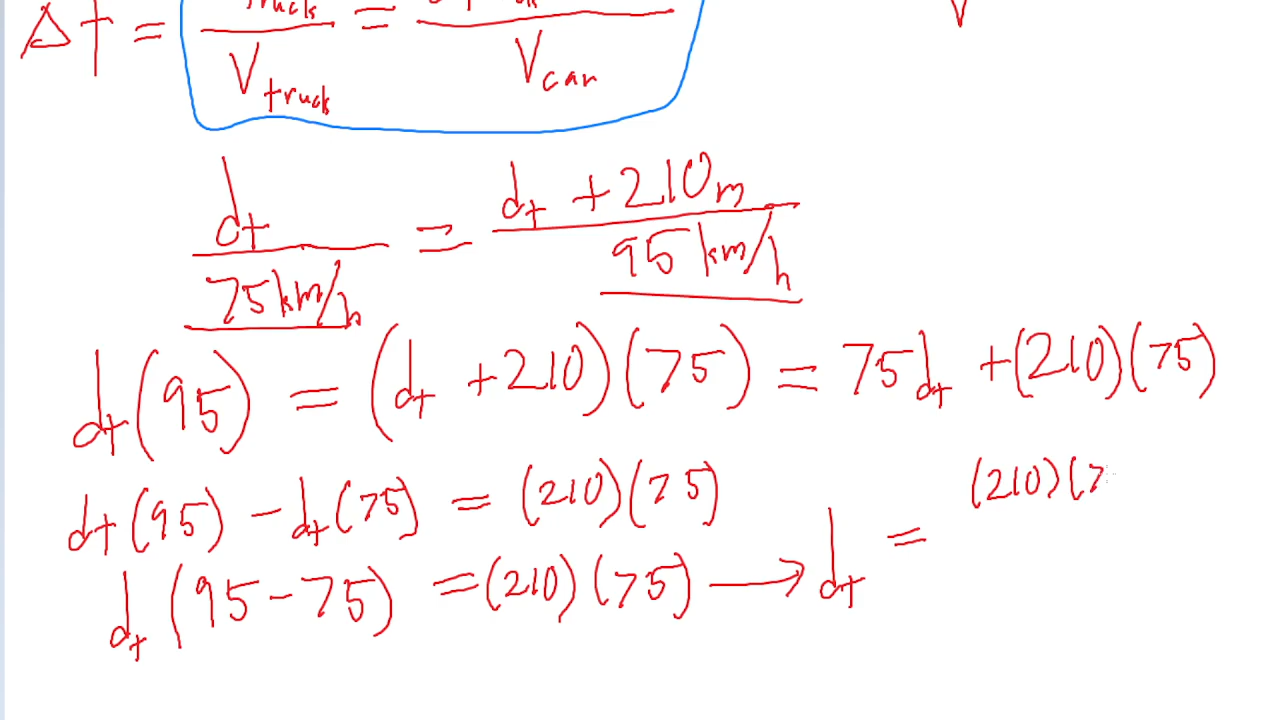 Δt = =
V_truck V_car V
d_t = d_t + 210 m
75 km/h 95 km/h
d_t (95) = (d_t + 210)(75) = 75 d_t + (210)(75)
d_t (95) - d_t (75) = (210)(75)
d_t (95 - 75) = (210)(75) → d_t = (210)(7